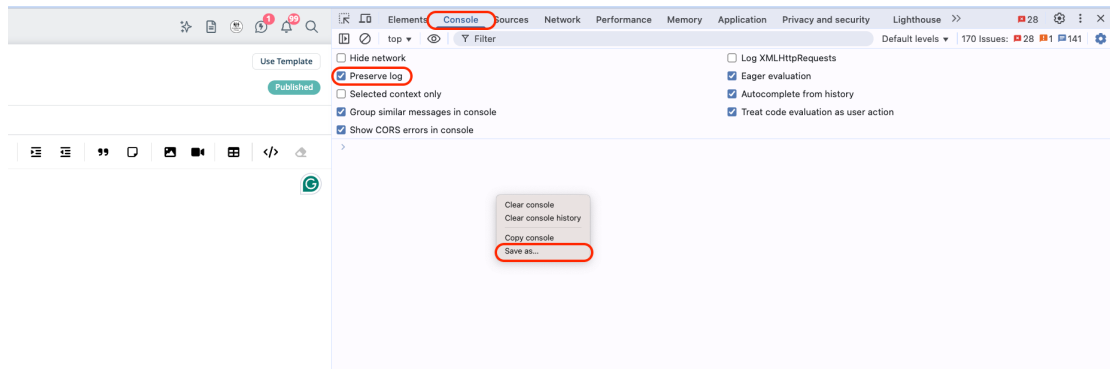 1
99
Elements Console Sources Network Performance Memory Application Privacy and security Lighthouse
28
top
Filter
Default levels
170 Issues: 28 1 141
Use Template
Published
Hide network
Log XMLHttpRequests
Preserve log
Eager evaluation
Selected context only
Autocomplete from history
Group similar messages in console
Treat code evaluation as user action
Show CORS errors in console
Clear console
Clear console history
Copy console
Save as...